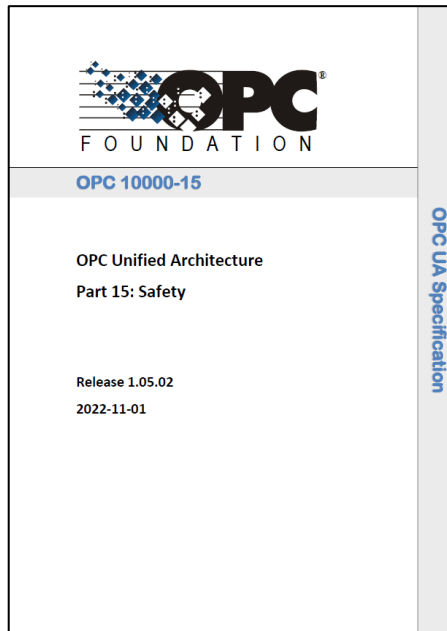 OPC®
FOUNDATION
OPC 10000-15
OPC Unified Architecture
Part 15: Safety
Release 1.05.02
2022-11-01
OPC UA Specification